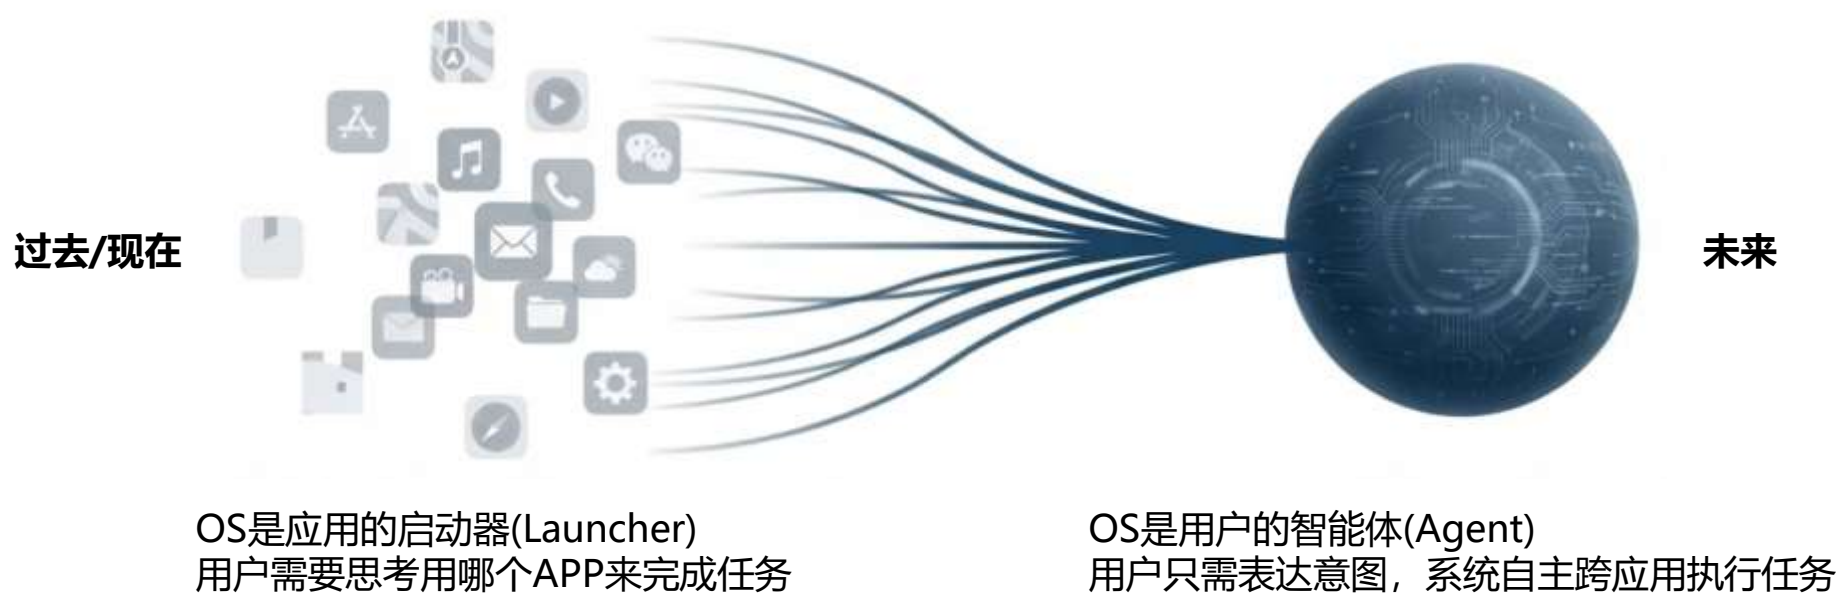 过去/现在
未来
OS是应用的启动器(Launcher)
用户需要思考用哪个APP来完成任务
OS是用户的智能体(Agent)
用户只需表达意图，系统自主跨应用执行任务